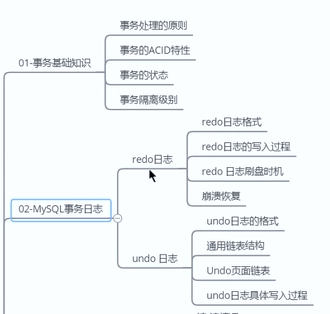 事务处理的原则
事务的ACID特性
01-事务基础知识
事务的状态
事务隔离级别
redo日志格式
redo日志的写入过程
redo日志
redo 日志刷盘时机
崩溃恢复
02-MySQL事务日志
undo日志的格式
通用链表结构
undo 日志
Undo页面链表
undo日志具体写入过程